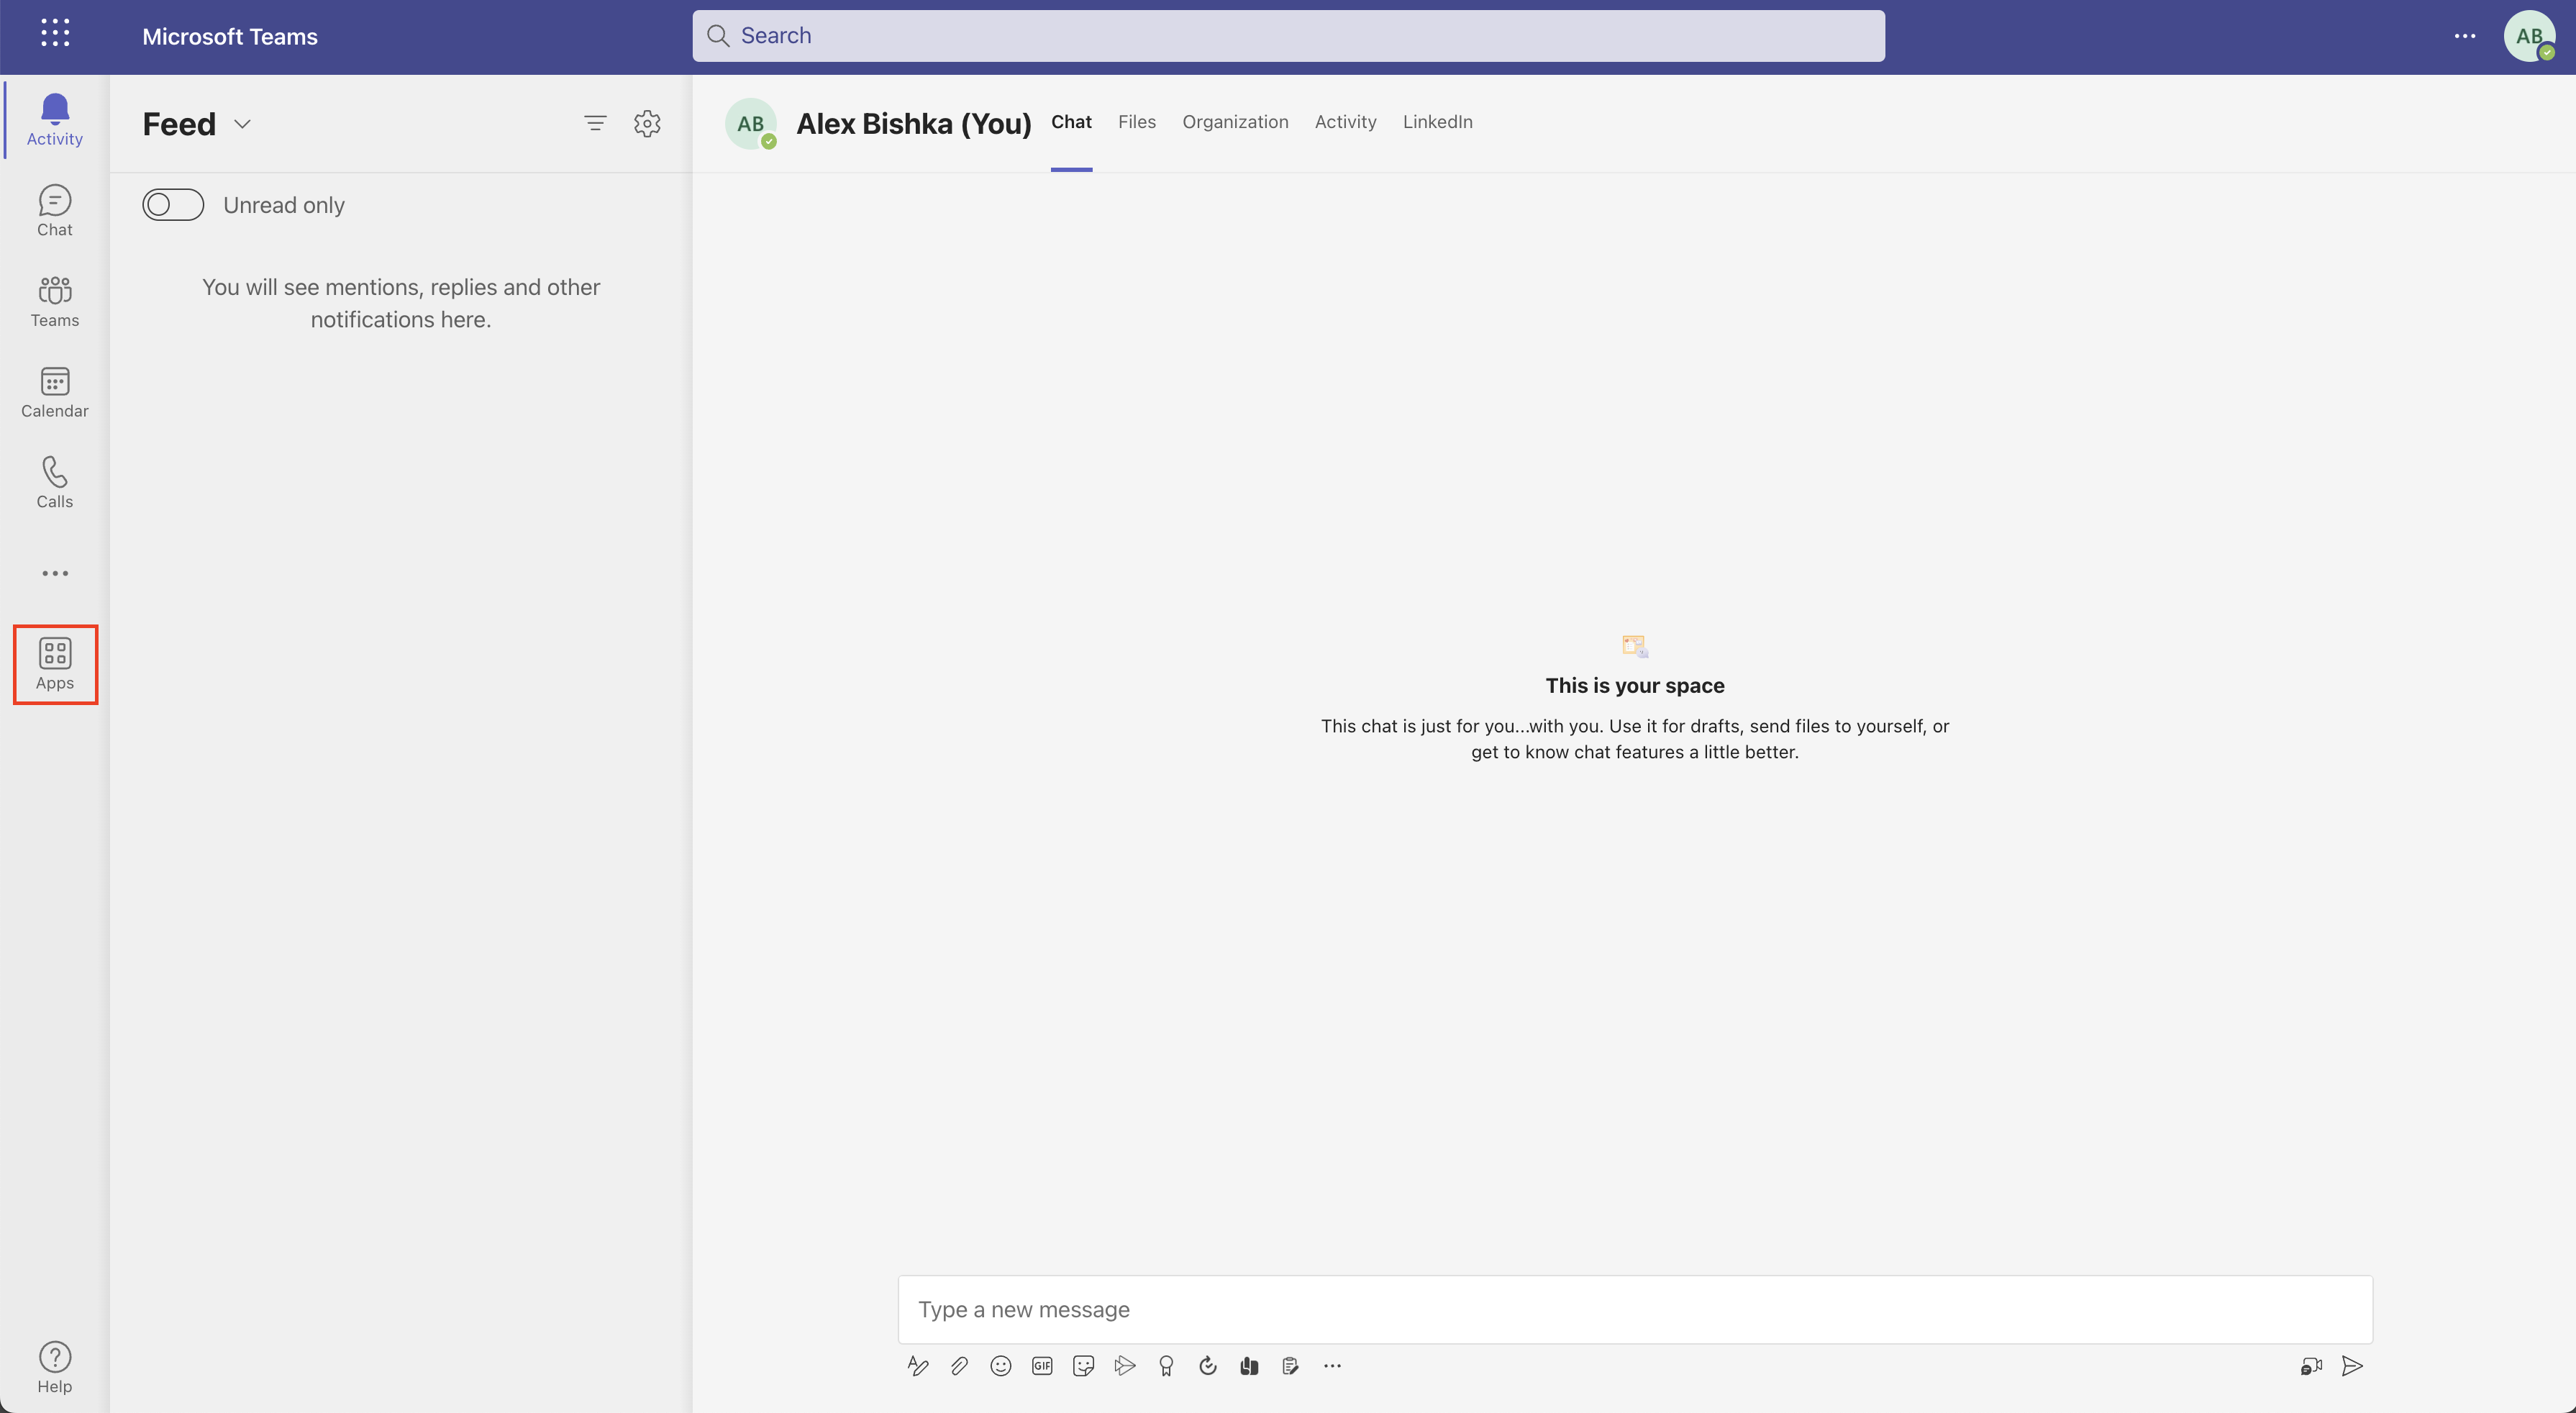 Microsoft Teams
Search
AB
Activity
Chat
Teams
Calendar
Calls
Apps
Help
Feed
Unread only
You will see mentions, replies and other
notifications here.
AB
Alex Bishka (You)
Chat
Files
Organization
Activity
LinkedIn
This is your space
This chat is just for you...with you. Use it for drafts, send files to yourself, or
get to know chat features a little better.
Type a new message
GIF